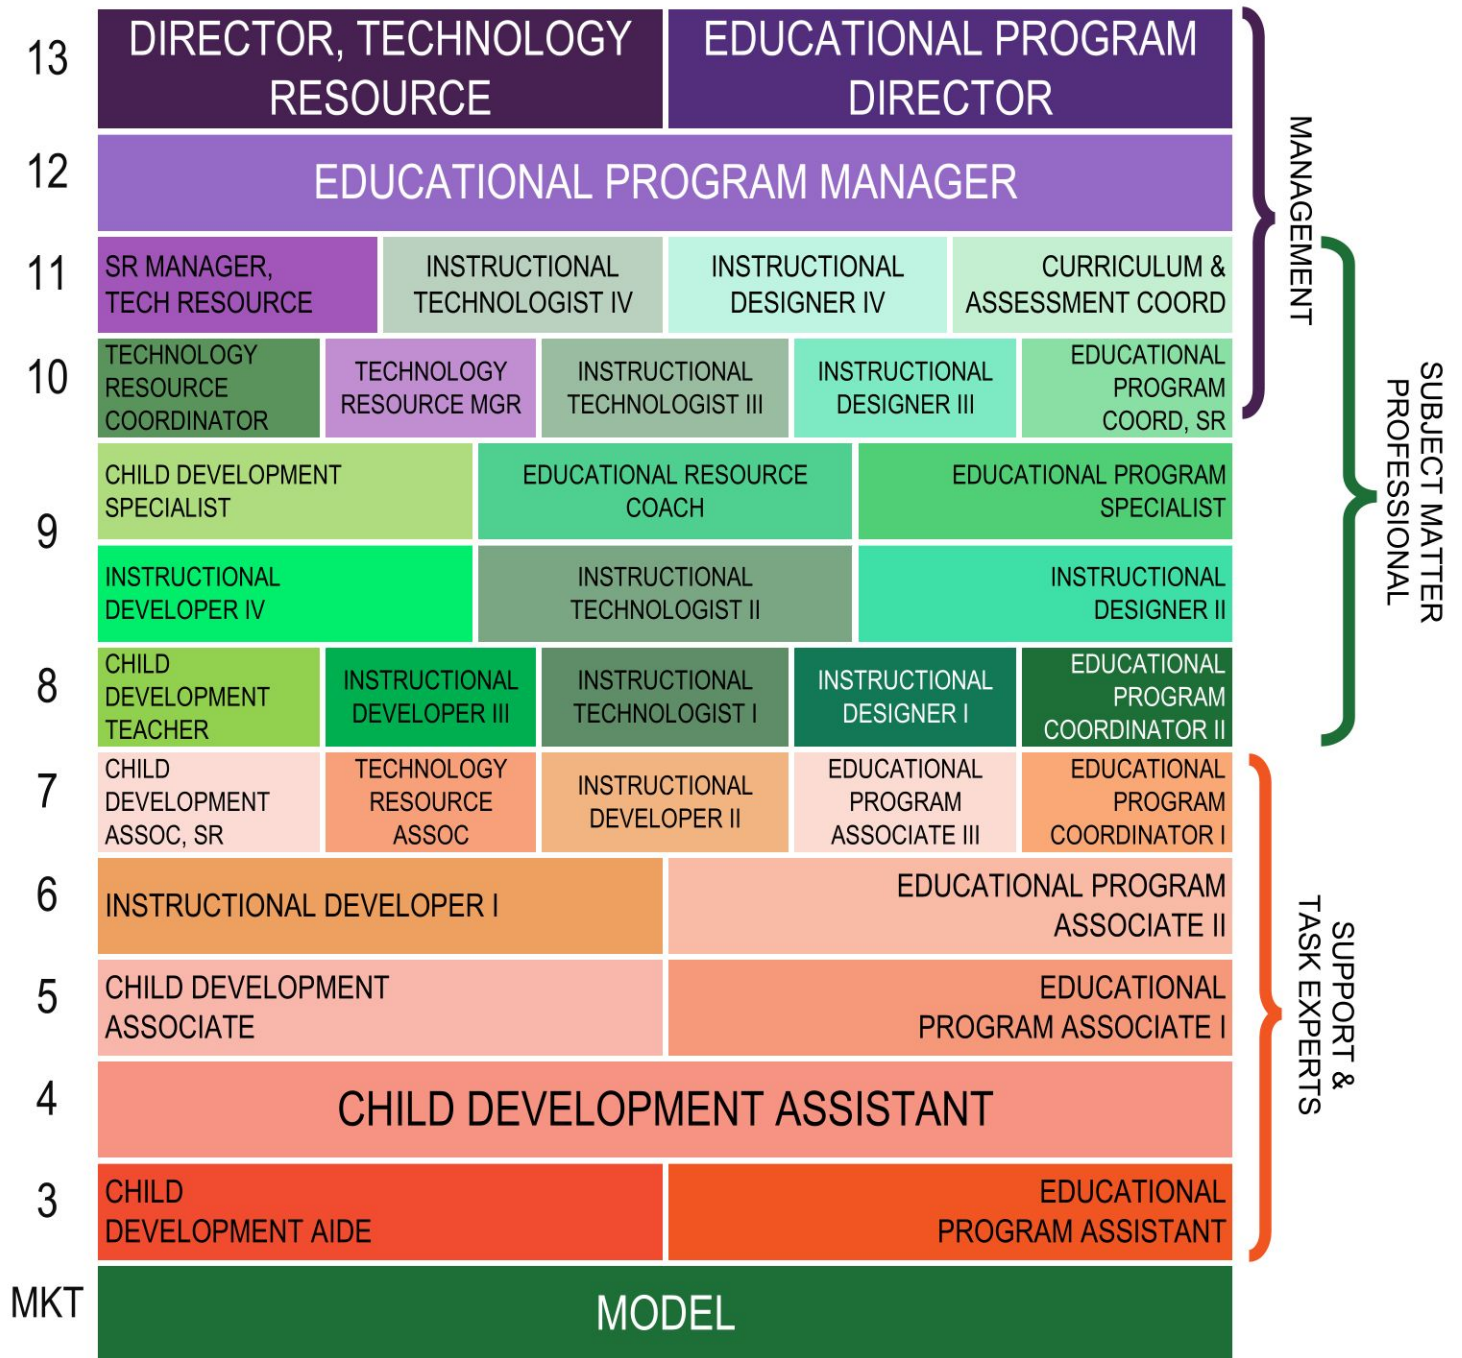 13
DIRECTOR, TECHNOLOGY
RESOURCE
EDUCATIONAL PROGRAM
DIRECTOR
12
EDUCATIONAL PROGRAM MANAGER
11
SR MANAGER,
TECH RESOURCE
INSTRUCTIONAL
TECHNOLOGIST IV
INSTRUCTIONAL
DESIGNER IV
CURRICULUM &
ASSESSMENT COORD
10
TECHNOLOGY
RESOURCE
COORDINATOR
TECHNOLOGY
RESOURCE MGR
INSTRUCTIONAL
TECHNOLOGIST III
INSTRUCTIONAL
DESIGNER III
EDUCATIONAL
PROGRAM
COORD, SR
MANAGEMENT
9
CHILD DEVELOPMENT
SPECIALIST
EDUCATIONAL RESOURCE
COACH
EDUCATIONAL PROGRAM
SPECIALIST
INSTRUCTIONAL
DEVELOPER IV
INSTRUCTIONAL
TECHNOLOGIST II
INSTRUCTIONAL
DESIGNER II
8
CHILD
DEVELOPMENT
TEACHER
INSTRUCTIONAL
DEVELOPER III
INSTRUCTIONAL
TECHNOLOGIST I
INSTRUCTIONAL
DESIGNER I
EDUCATIONAL
PROGRAM
COORDINATOR II
SUBJECT MATTER
PROFESSIONAL
7
CHILD
DEVELOPMENT
ASSOC, SR
TECHNOLOGY
RESOURCE
ASSOC
INSTRUCTIONAL
DEVELOPER II
EDUCATIONAL
PROGRAM
ASSOCIATE III
EDUCATIONAL
PROGRAM
COORDINATOR I
6
INSTRUCTIONAL DEVELOPER I
EDUCATIONAL PROGRAM
ASSOCIATE II
5
CHILD DEVELOPMENT
ASSOCIATE
EDUCATIONAL
PROGRAM ASSOCIATE I
4
CHILD DEVELOPMENT ASSISTANT
3
CHILD
DEVELOPMENT AIDE
EDUCATIONAL
PROGRAM ASSISTANT
SUPPORT &
TASK EXPERTS
MKT
MODEL